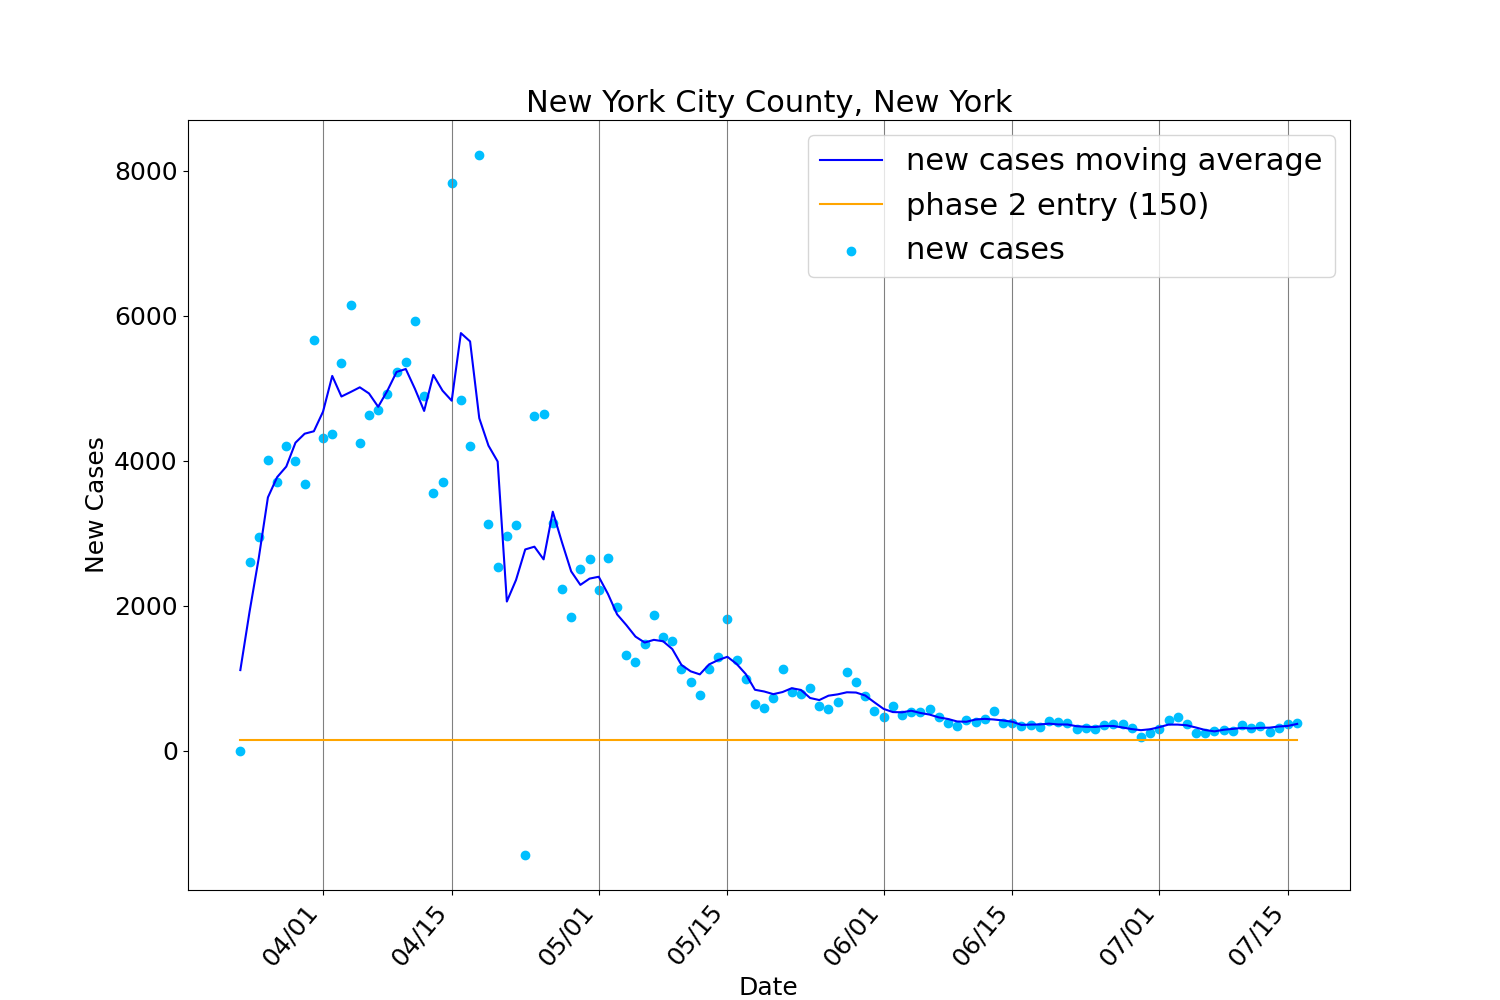 New York City County, New York
new cases moving average
phase 2 entry (150)
new cases
New Cases
8000
6000
4000
2000
0
04/01
04/15
05/01
05/15
06/01
06/15
07/01
07/15
Date